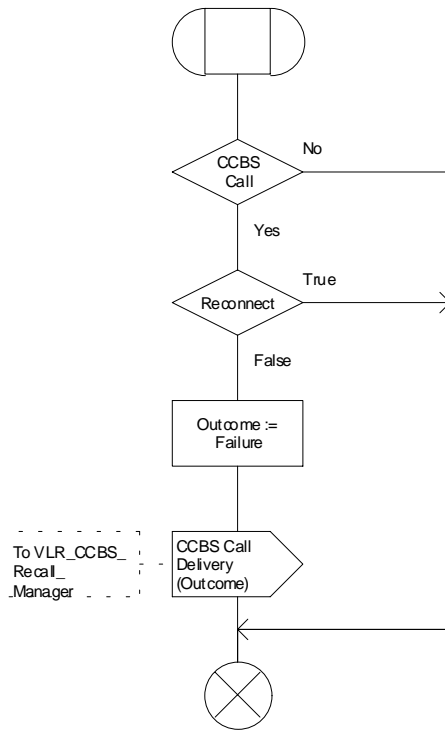 CCBS
Call
No
Yes
Reconnect
True
False
Outcome :=
Failure
To VLR_CCBS_
Recall_
Manager
CCBS Call
Delivery
(Outcome)